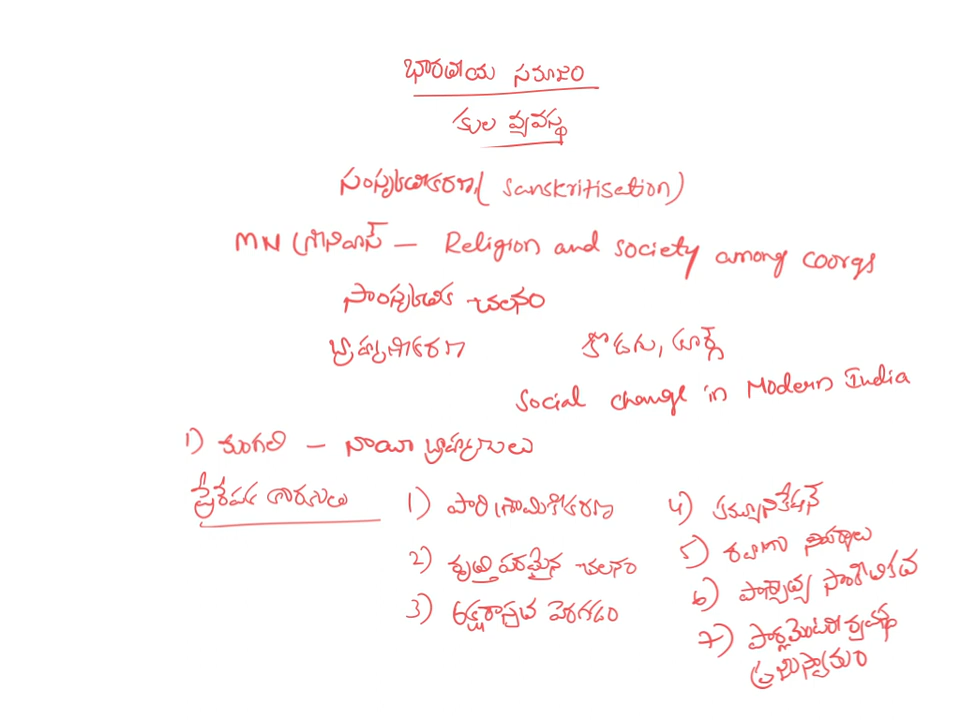 భారతీయ సమాజం
కుల వ్యవస్థ
సంస్కృతీకరణ (Sanskritisation)
MN శ్రీనివాస్ – Religion and society among coorgs
సాంస్కృతిక చలనం
బ్రాహ్మణీకరణ కొడగు, కూర్గ్
Social change in Modern India
1) మంగలి – నాయీ బ్రాహ్మణులు
ప్రేరేపక కారకులు
1) పారిశ్రామికీకరణ
2) వృత్తిపరమైన చలనం
3) అక్షరాస్యత పెరగడం
4) కమ్యూనికేషన్
5) రవాణా సౌకర్యాలు
6) పాశ్చాత్య సాంకేతికత
7) పార్లమెంటరీ వ్యవస్థ
ప్రజాస్వామ్యం